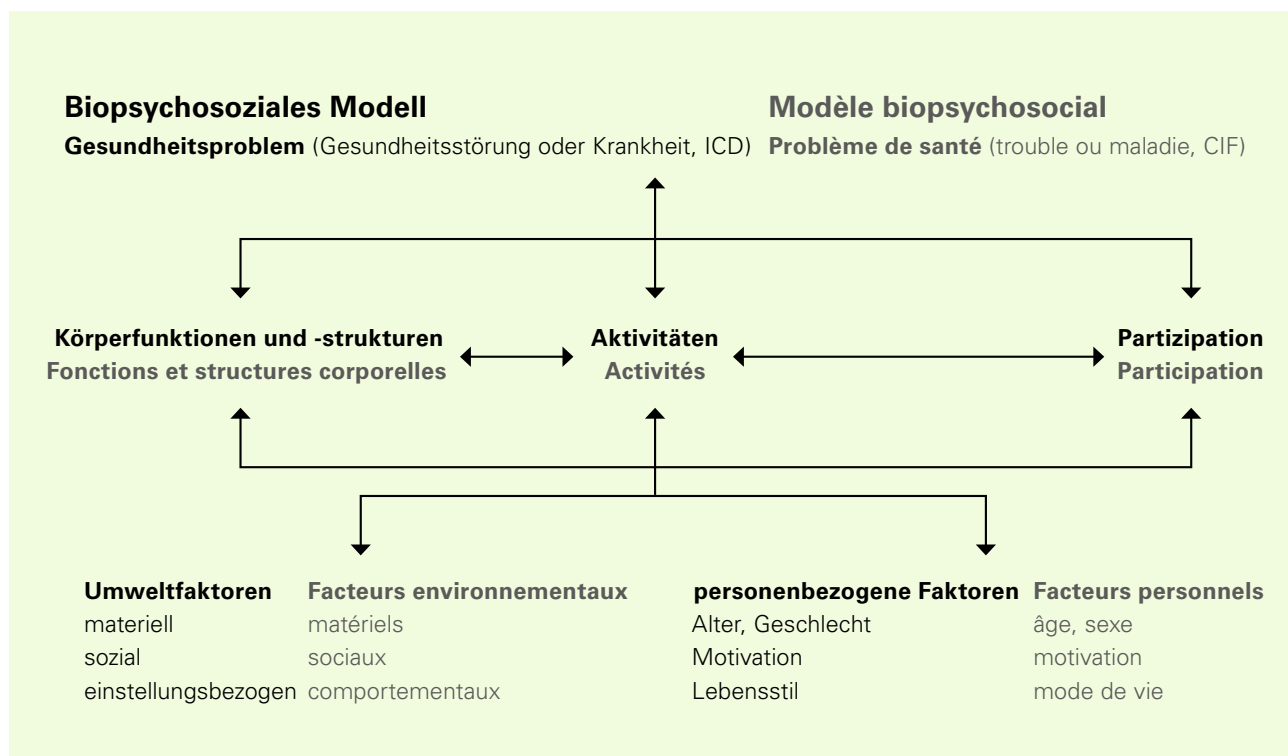 Biopsychosoziales Modell
Gesundheitsproblem (Gesundheitsstörung oder Krankheit, ICD)
Modèle biopsychosocial
Problème de santé (trouble ou maladie, CIF)
Körperfunktionen und -strukturen
Fonctions et structures corporelles
Aktivitäten
Activités
Partizipation
Participation
Umweltfaktoren
materiell
sozial
einstellungsbezogen
Facteurs environnementaux
matériels
sociaux
comportementaux
personenbezogene Faktoren
Alter, Geschlecht
Motivation
Lebensstil
Facteurs personnels
âge, sexe
motivation
mode de vie